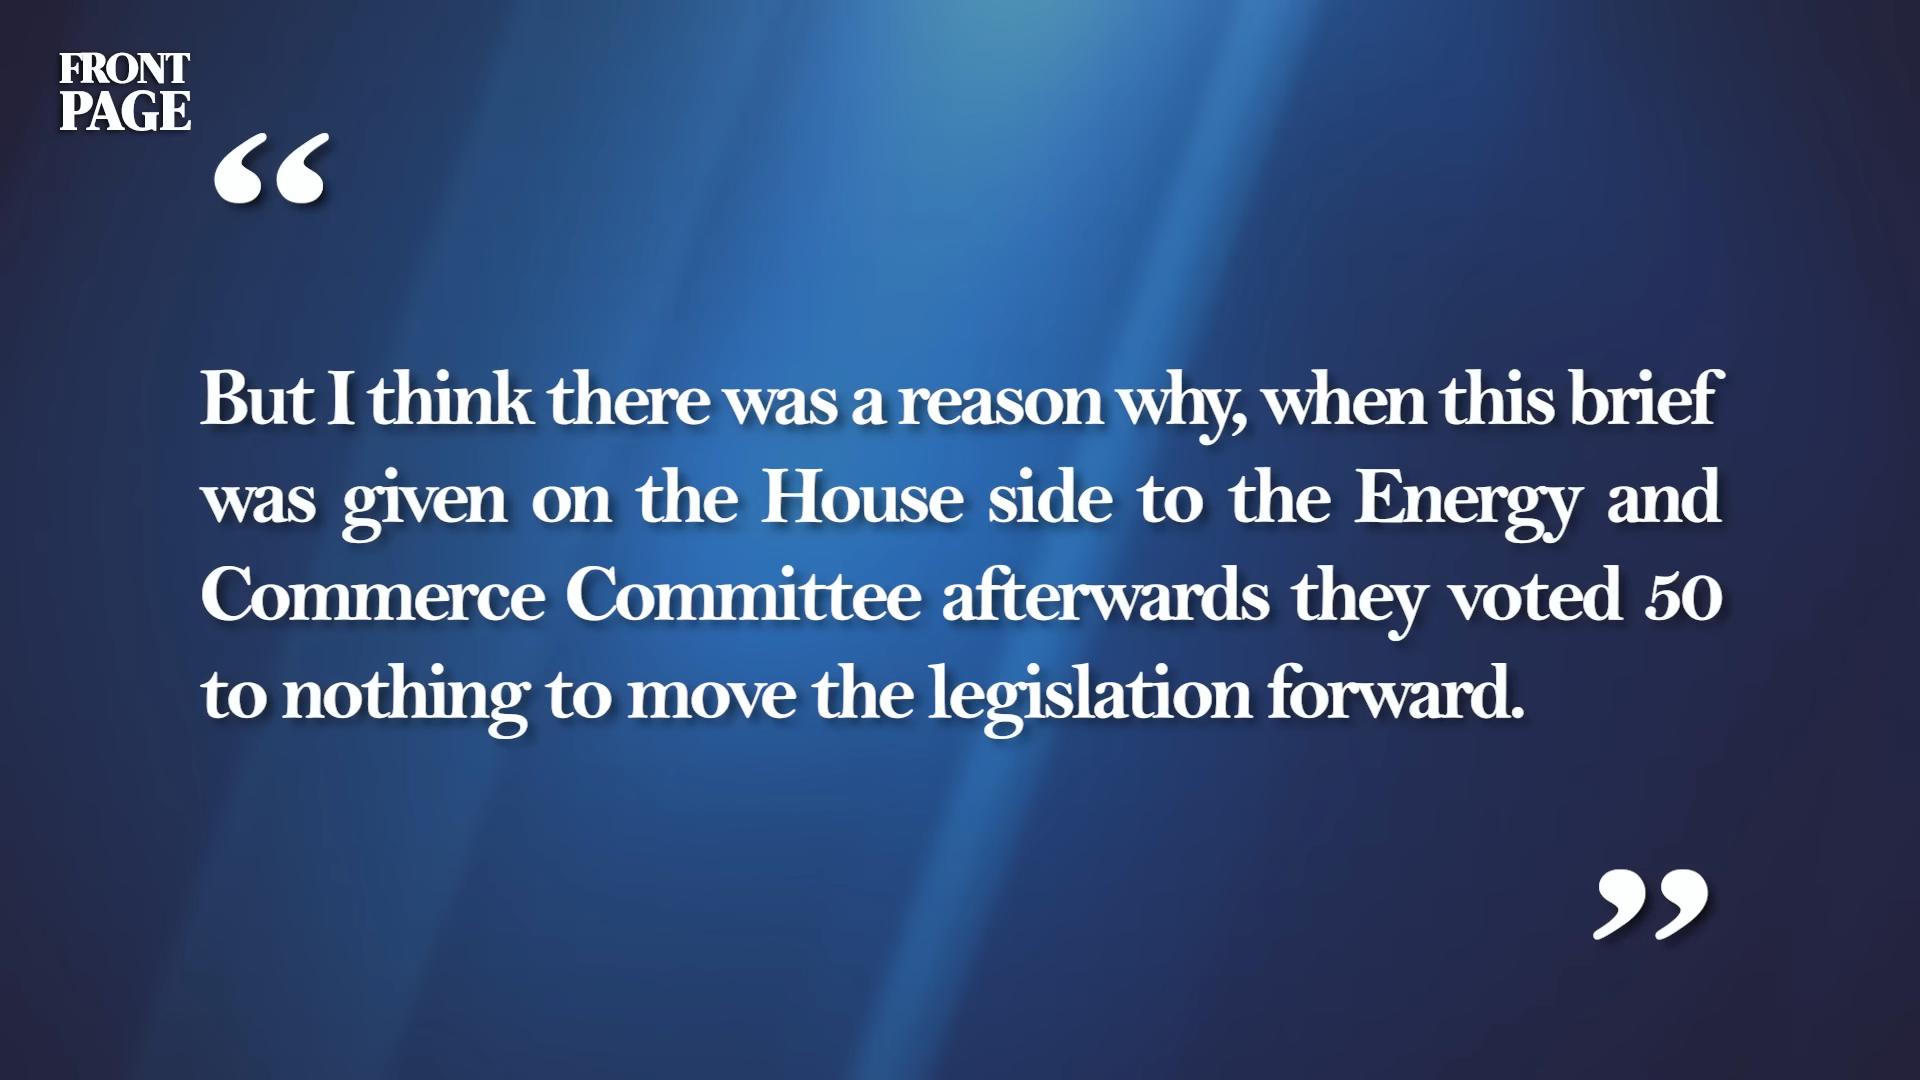 FRONT
PAGE
“
But I think there was a reason why, when this brief
was given on the House side to the Energy and
Commerce Committee afterwards they voted 50
to nothing to move the legislation forward.
”